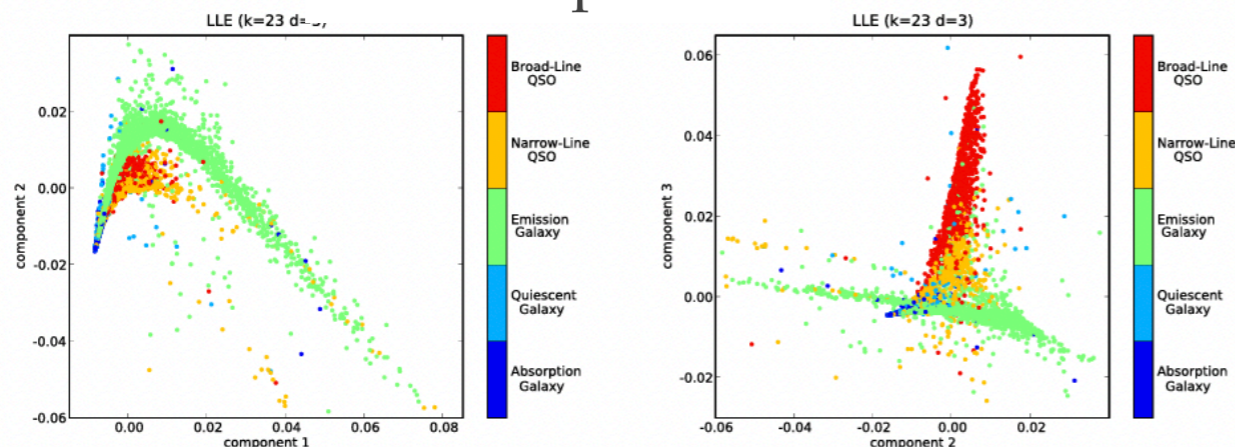 LLE (k=23 d=3)
0.02
0.00
-0.02
-0.04
-0.06
0.00 0.02 0.04 0.06 0.08
component 1
component 2
Broad-Line
QSO
Narrow-Line
QSO
Emission
Galaxy
Quiescent
Galaxy
Absorption
Galaxy
LLE (k=23 d=3)
0.06
0.04
0.02
0.00
-0.02
-0.06 -0.04 -0.02 0.00 0.02
component 2
component 3
Broad-Line
QSO
Narrow-Line
QSO
Emission
Galaxy
Quiescent
Galaxy
Absorption
Galaxy